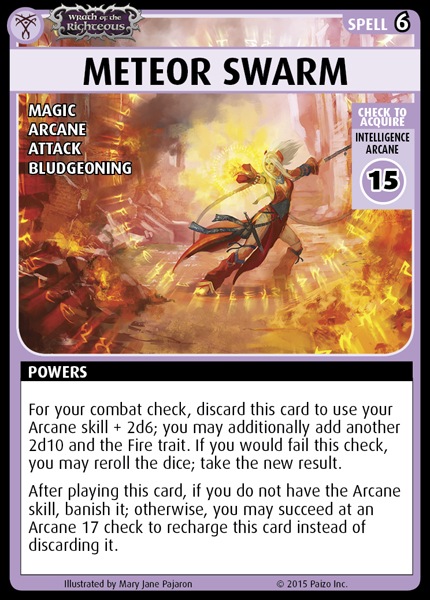 Wrath of the
Righteous
SPELL 6
METEOR SWARM
MAGIC
ARCANE
ATTACK
BLUDGEONING
CHECK TO
ACQUIRE
INTELLIGENCE
ARCANE
15
POWERS
For your combat check, discard this card to use your
Arcane skill + 2d6; you may additionally add another
2d10 and the Fire trait. If you would fail this check,
you may reroll the dice; take the new result.
After playing this card, if you do not have the Arcane
skill, banish it; otherwise, you may succeed at an
Arcane 17 check to recharge this card instead of
discarding it.
Illustrated by Mary Jane Pajaron
© 2015 Paizo Inc.